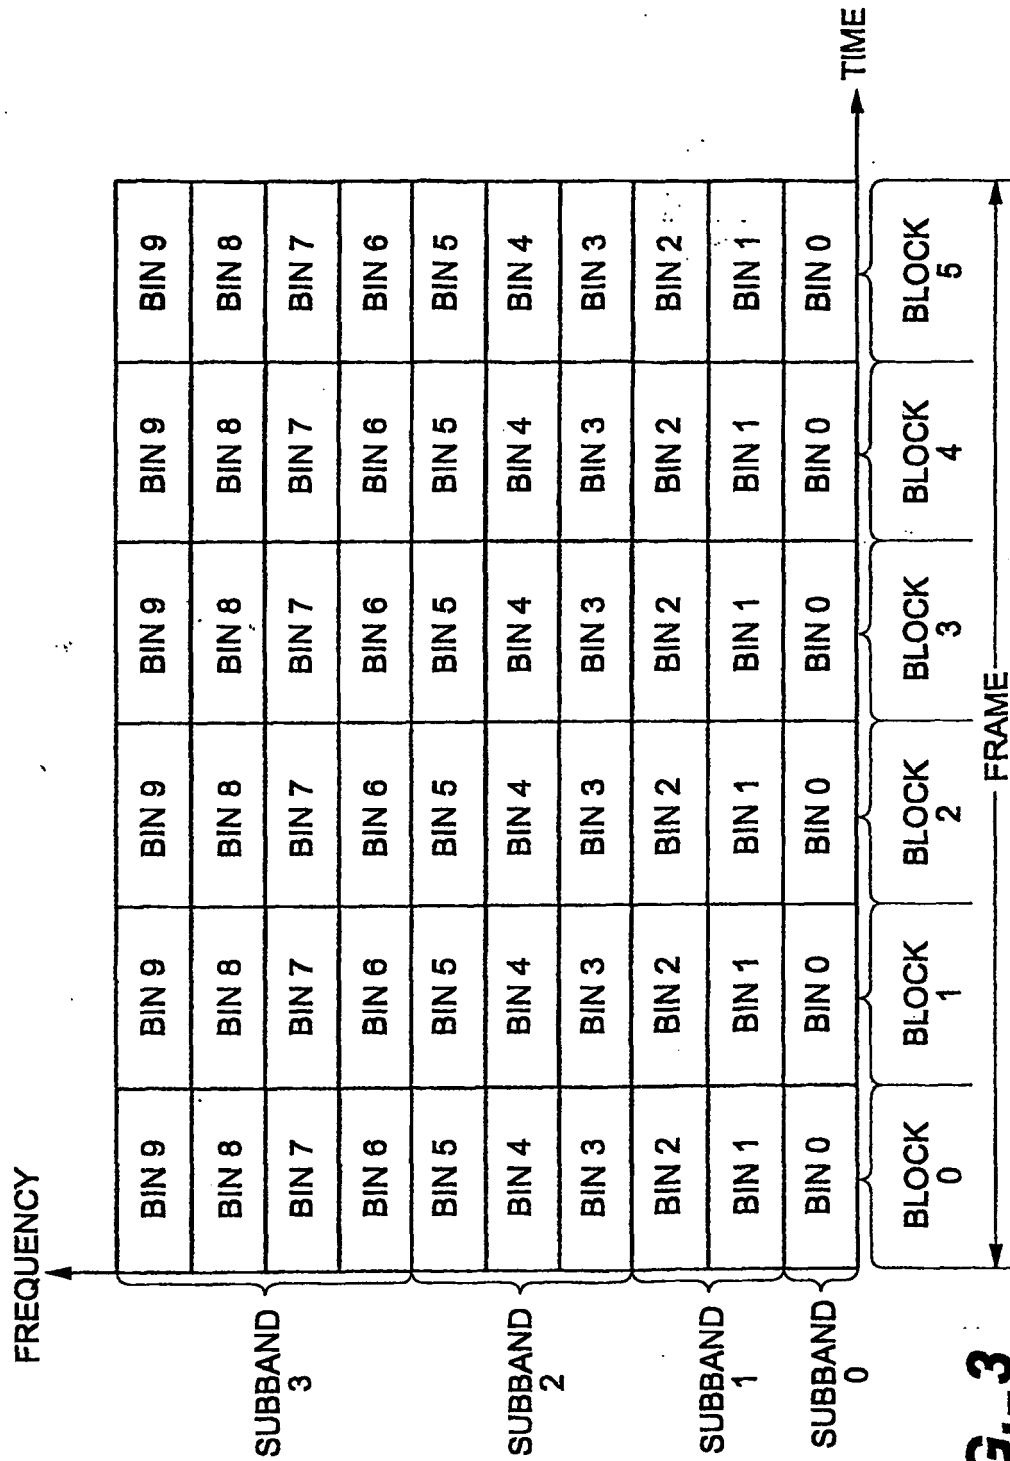 FREQUENCY
SUBBAND 3
SUBBAND 2
SUBBAND 1
SUBBAND 0
BIN 9 BIN 9 BIN 9 BIN 9 BIN 9 BIN 9
BIN 8 BIN 8 BIN 8 BIN 8 BIN 8 BIN 8
BIN 7 BIN 7 BIN 7 BIN 7 BIN 7 BIN 7
BIN 6 BIN 6 BIN 6 BIN 6 BIN 6 BIN 6
BIN 5 BIN 5 BIN 5 BIN 5 BIN 5 BIN 5
BIN 4 BIN 4 BIN 4 BIN 4 BIN 4 BIN 4
BIN 3 BIN 3 BIN 3 BIN 3 BIN 3 BIN 3
BIN 2 BIN 2 BIN 2 BIN 2 BIN 2 BIN 2
BIN 1 BIN 1 BIN 1 BIN 1 BIN 1 BIN 1
BIN 0 BIN 0 BIN 0 BIN 0 BIN 0 BIN 0
TIME
BLOCK BLOCK BLOCK BLOCK BLOCK BLOCK
0 1 2 3 4 5
FRAME
3